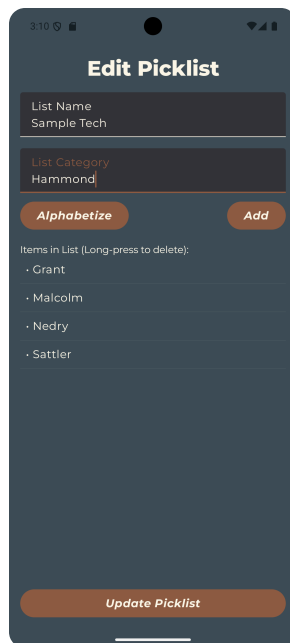 3:10
Edit Picklist
List Name
Sample Tech
List Category
Hammond
Alphabetize
Add
Items in List (Long-press to delete):
• Grant
• Malcolm
• Nedry
• Sattler
Update Picklist